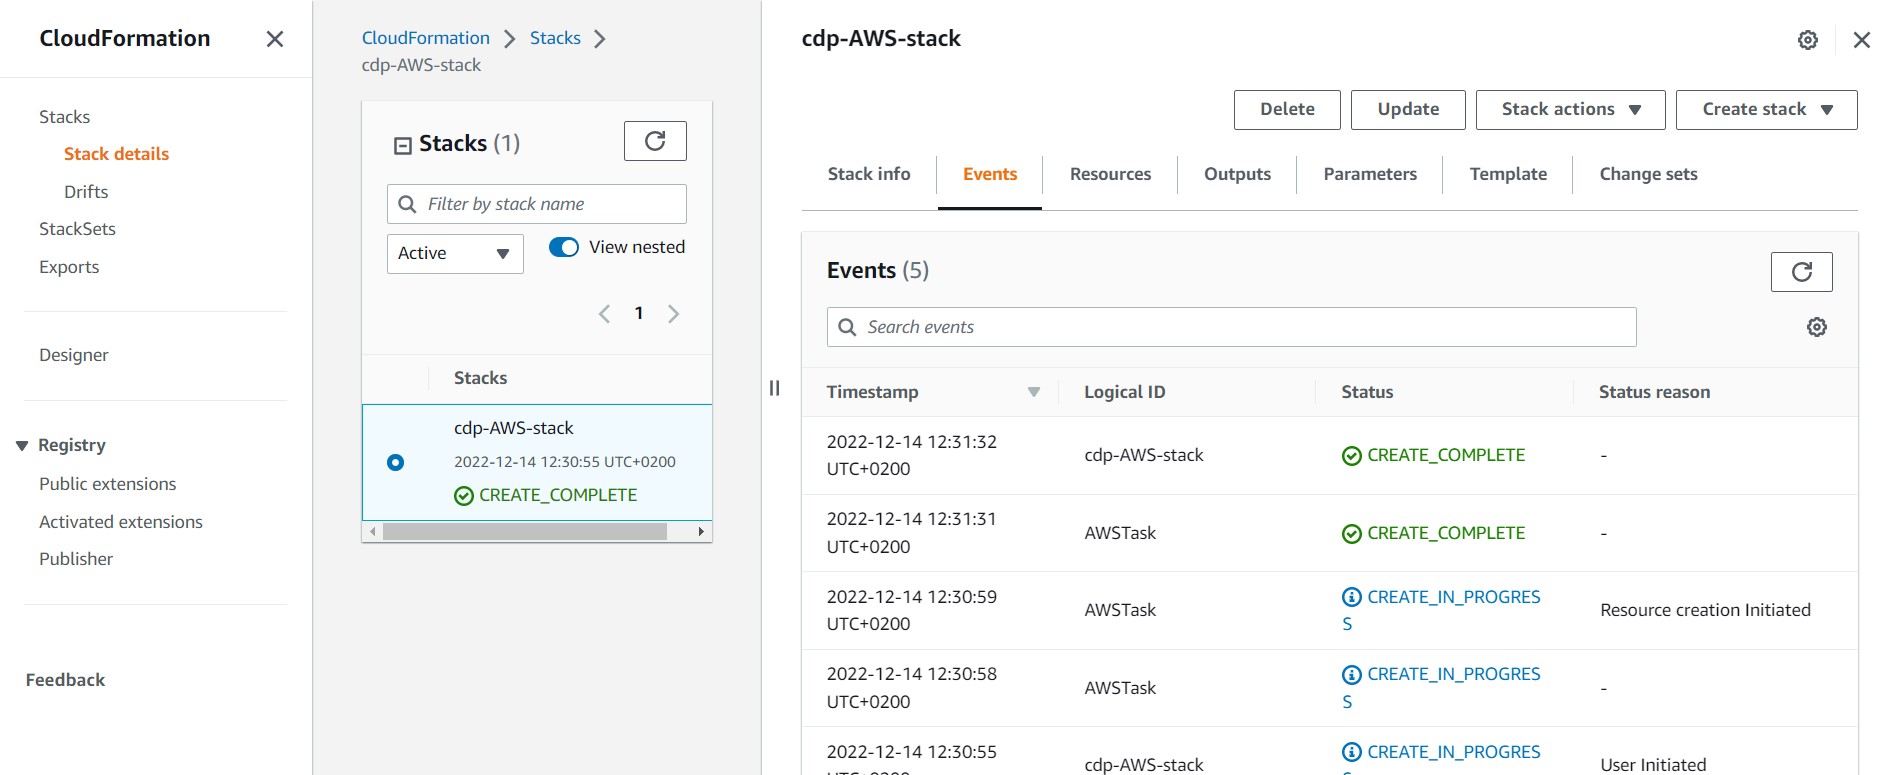 CloudFormation
Stacks
Stack details
Drifts
StackSets
Exports
Designer
Registry
Public extensions
Activated extensions
Publisher
Feedback
CloudFormation
Stacks
cdp-AWS-stack
Stacks (1)
Filter by stack name
Active
View nested
1
Stacks
cdp-AWS-stack
2022-12-14 12:30:55 UTC+0200
CREATE_COMPLETE
cdp-AWS-stack
Delete
Update
Stack actions
Create stack
Stack info
Events
Resources
Outputs
Parameters
Template
Change sets
Events (5)
Search events
Timestamp
Logical ID
Status
Status reason
2022-12-14 12:31:32
UTC+0200
cdp-AWS-stack
CREATE_COMPLETE
-
2022-12-14 12:31:31
UTC+0200
AWSTask
CREATE_COMPLETE
-
2022-12-14 12:30:59
UTC+0200
AWSTask
CREATE_IN_PROGRES
S
Resource creation Initiated
2022-12-14 12:30:58
UTC+0200
AWSTask
CREATE_IN_PROGRES
S
-
2022-12-14 12:30:55
cdp-AWS-stack
CREATE_IN_PROGRES
User Initiated